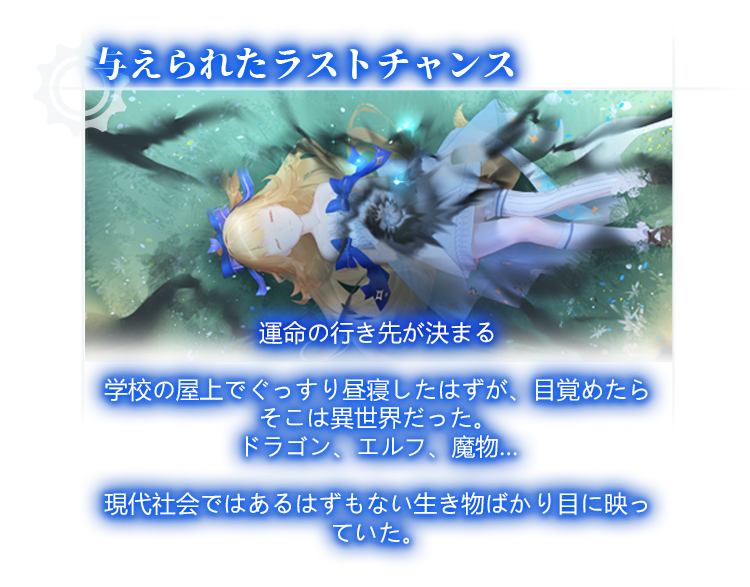 与えられたラストチャンス
運命の行き先が決まる
学校の屋上でぐっすり昼寝したはずが、目覚めたら
そこは異世界だった。
ドラゴン、エルフ、魔物...
現代社会ではあるはずもない生き物ばかり目に映っ
ていた。